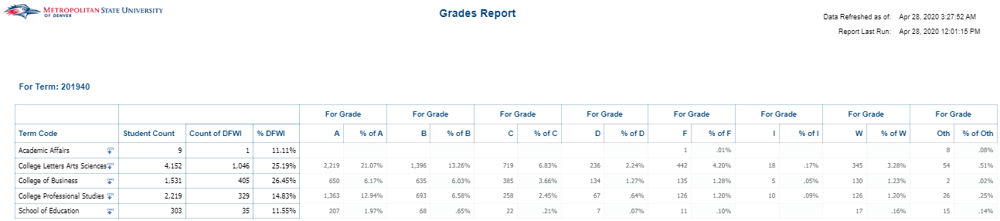 METROPOLITAN STATE UNIVERSITY
OF DENVER
Grades Report
Data Refreshed as of: Apr 28, 2020 3:27:52 AM
Report Last Run: Apr 28, 2020 12:01:15 PM
For Term: 201940
For Grade For Grade For Grade For Grade For Grade For Grade For Grade For Grade
Term Code Student Count Count of DFWI % DFWI A % of A B % of B C % of C D % of D F % of F I % of I W % of W Oth % of Oth
Academic Affairs 9 1 11.11% 1 .01% 8 .08%
College Letters Arts Sciences 4,152 1,046 25.19% 2,219 21.07% 1,396 13.26% 719 6.83% 236 2.24% 442 4.20% 18 .17% 345 3.28% 54 .51%
College of Business 1,531 405 26.45% 650 6.17% 635 6.03% 385 3.66% 134 1.27% 135 1.28% 5 .05% 130 1.23% 2 .02%
College Professional Studies 2,219 329 14.83% 1,363 12.94% 693 6.58% 258 2.45% 67 .64% 126 1.20% 10 .09% 126 1.20% 26 .25%
School of Education 303 35 11.55% 207 1.97% 68 .65% 22 .21% 7 .07% 11 .10% 17 .16% 15 .14%